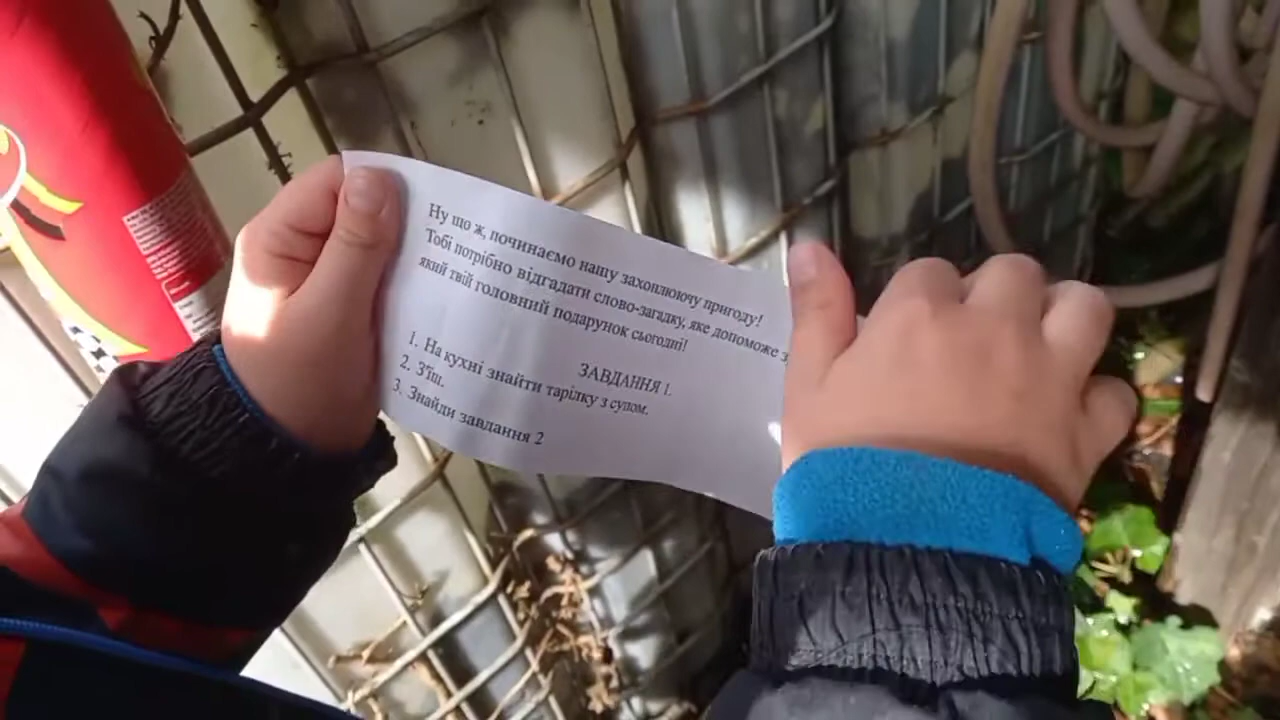 Ну що ж, починаємо нашу захоплюючу пригоду!
Тобі потрібно відгадати слово-загадку, яке допоможе
який твій головний подарунок сьогодні!
ЗАВДАННЯ 1.
1. На кухні знайти тарілку з супом.
2. З'їш.
3. Знайди завдання 2